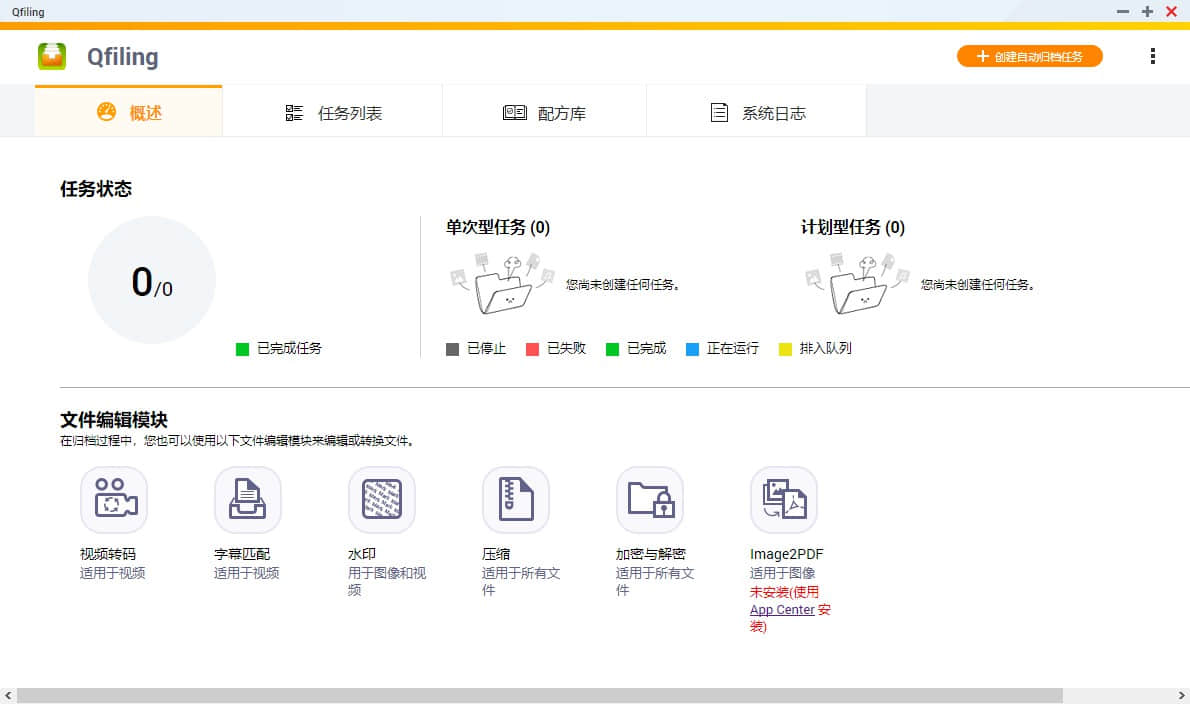 Qfiling
Qfiling
创建自动归档任务
概述
任务列表
配方库
系统日志
任务状态
0/0
已完成任务
单次型任务 (0)
您尚未创建任何任务。
计划型任务 (0)
您尚未创建任何任务。
已停止
已失败
已完成
正在运行
排入队列
文件编辑模块
在归档过程中，您也可以使用以下文件编辑模块来编辑或转换文件。
视频转码
适用于视频
字幕匹配
适用于视频
水印
用于图像和视
频
压缩
适用于所有文
件
加密与解密
适用于所有文
件
Image2PDF
适用于图像
未安装(使用
App Center 安
装)